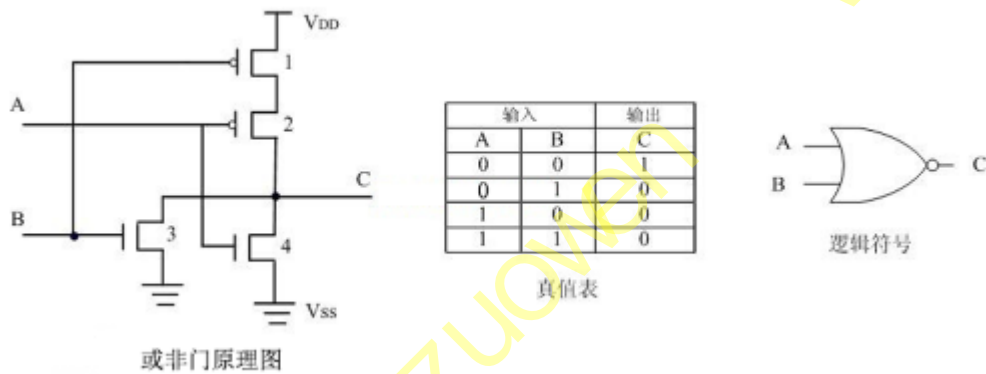 VDD
1
A
2
C
B
3
4
VSS
或非门原理图
输入 输出
A B C
0 0 1
0 1 0
1 0 0
1 1 0
真值表
A
B
C
逻辑符号
zuowen